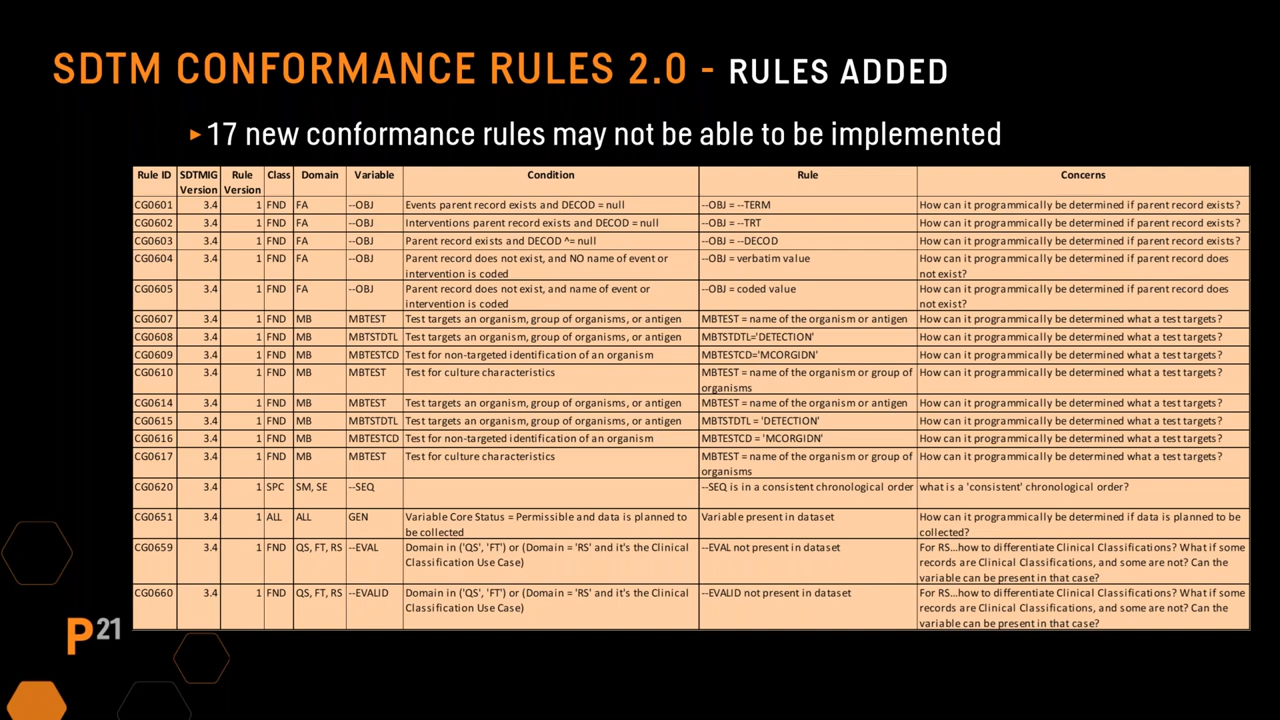 SDTM CONFORMANCE RULES 2.0 - RULES ADDED
▸ 17 new conformance rules may not be able to be implemented
Rule ID SDTMIG Version Rule Version Class Domain Variable Condition Rule Concerns
CG0601 3.4 1 FND FA --OBJ Events parent record exists and DECOD = null --OBJ = --TERM How can it programmically be determined if parent record exists?
CG0602 3.4 1 FND FA --OBJ Interventions parent record exists and DECOD = null --OBJ = --TRT How can it programmically be determined if parent record exists?
CG0603 3.4 1 FND FA --OBJ Parent record exists and DECOD ^= null --OBJ = --DECOD How can it programmically be determined if parent record exists?
CG0604 3.4 1 FND FA --OBJ Parent record does not exist, and NO name of event or intervention is coded --OBJ = verbatim value How can it programmically be determined if parent record does not exist?
CG0605 3.4 1 FND FA --OBJ Parent record does not exist, and name of event or intervention is coded --OBJ = coded value How can it programmically be determined if parent record does not exist?
CG0607 3.4 1 FND MB MBTEST Test targets an organism, group of organisms, or antigen MBTEST = name of the organism or antigen How can it programmically be determined what a test targets?
CG0608 3.4 1 FND MB MBTSTDTL Test targets an organism, group of organisms, or antigen MBTSTDTL='DETECTION' How can it programmically be determined what a test targets?
CG0609 3.4 1 FND MB MBTESTCD Test for non-targeted identification of an organism MBTESTCD='MCORGIDN' How can it programmically be determined what a test targets?
CG0610 3.4 1 FND MB MBTEST Test for culture characteristics MBTEST = name of the organism or group of organisms How can it programmically be determined what a test targets?
CG0614 3.4 1 FND MB MBTEST Test targets an organism, group of organisms, or antigen MBTEST = name of the organism or antigen How can it programmically be determined what a test targets?
CG0615 3.4 1 FND MB MBTSTDTL Test targets an organism, group of organisms, or antigen MBTSTDTL = 'DETECTION' How can it programmically be determined what a test targets?
CG0616 3.4 1 FND MB MBTESTCD Test for non-targeted identification of an organism MBTESTCD = 'MCORGIDN' How can it programmically be determined what a test targets?
CG0617 3.4 1 FND MB MBTEST Test for culture characteristics MBTEST = name of the organism or group of organisms How can it programmically be determined what a test targets?
CG0620 3.4 1 SPC SM, SE --SEQ --SEQ is in a consistent chronological order what is a 'consistent' chronological order?
CG0651 3.4 1 ALL ALL GEN Variable Core Status = Permissible and data is planned to be collected Variable present in dataset How can it programmically be determined if data is planned to be collected?
CG0659 3.4 1 FND QS, FT, RS --EVAL Domain in ('QS', 'FT') or (Domain = 'RS' and it's the Clinical Classification Use Case) --EVAL not present in dataset For RS...how to differentiate Clinical Classifications? What if some records are Clinical Classifications, and some are not? Can the variable can be present in that case?
CG0660 3.4 1 FND QS, FT, RS --EVALID Domain in ('QS', 'FT') or (Domain = 'RS' and it's the Clinical Classification Use Case) --EVALID not present in dataset For RS...how to differentiate Clinical Classifications? What if some records are Clinical Classifications, and some are not? Can the variable can be present in that case?
P21